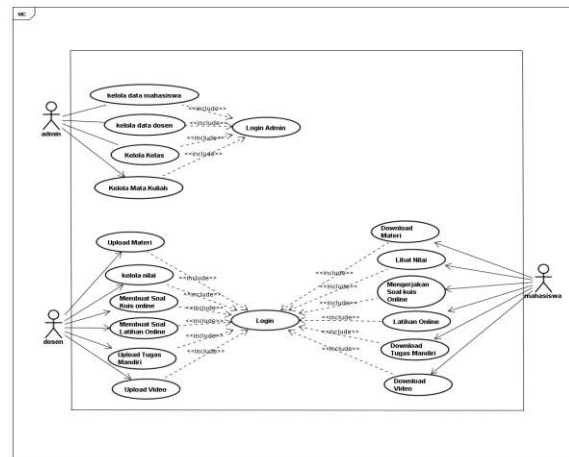 uc
kelola data mahasiswa
<<include>>
kelola data dosen
<<include>>
Login Admin
admin
<<include>>
Kelola Kelas
<<include>>
Kelola Mata Kuliah
Upload Materi
<<include>>
kelola nilai
<<include>>
Membuat Soal
Kuis online
<<include>>
Membuat Soal
Latihan Online
<<include>>
Upload Tugas
Mandiri
<<include>>
Upload Video
<<include>>
dosen
Login
Download
Materi
<<include>>
Lihat Nilai
<<include>>
Mengerjakan
Soal kuis
Online
<<include>>
Latihan Online
<<include>>
Download
Tugas Mandiri
<<include>>
Download
Video
<<include>>
mahasiswa